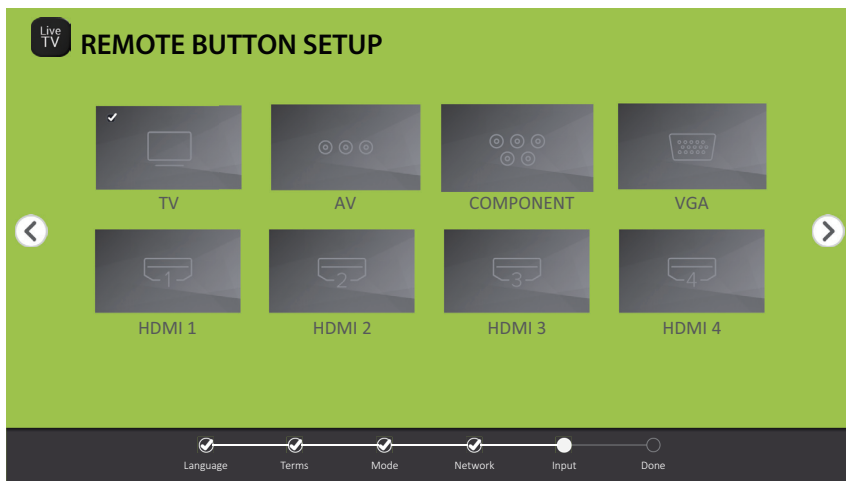 Live
TV
REMOTE BUTTON SETUP
TV AV COMPONENT VGA
1 2 3 4
HDMI 1 HDMI 2 HDMI 3 HDMI 4
Language Terms Mode Network Input Done